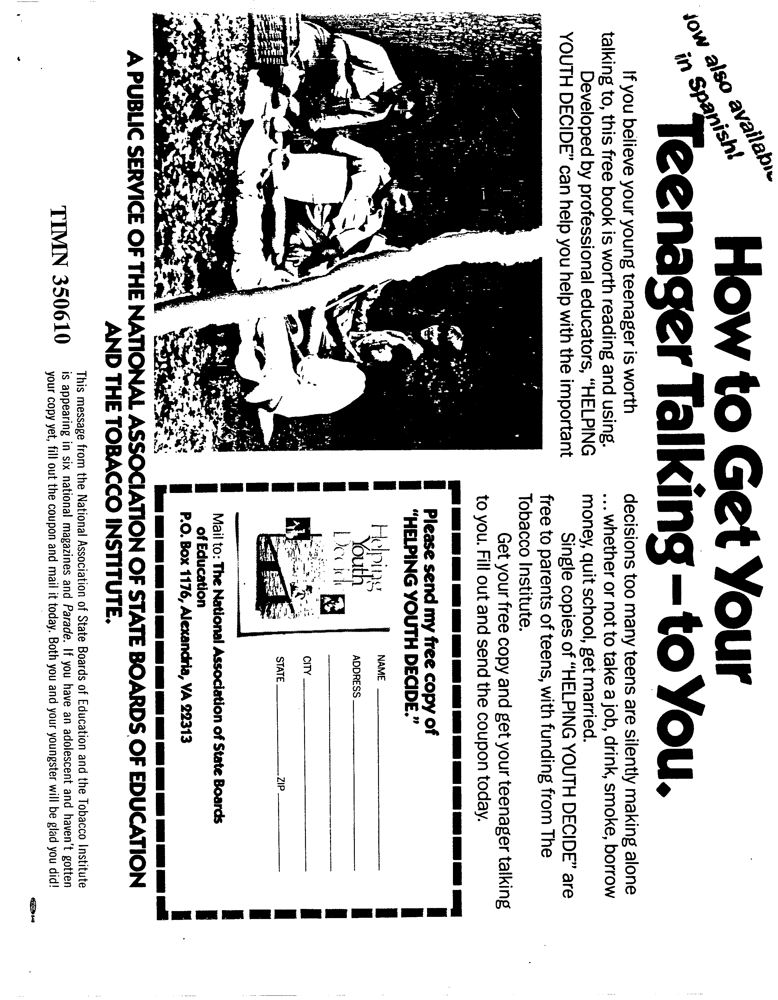 How to Get Your
Teenager Talking – to You.
Now also available
in Spanish!
If you believe your young teenager is worth
talking to, this free book is worth reading and using.
Developed by professional educators, "HELPING
YOUTH DECIDE" can help you help with the important
decisions too many teens are silently making alone
... whether or not to take a job, drink, smoke, borrow
money, quit school, get married.
Single copies of "HELPING YOUTH DECIDE" are
free to parents of teens, with funding from The
Tobacco Institute.
Get your free copy and get your teenager talking
to you. Fill out and send the coupon today.
Please send my free copy of
"HELPING YOUTH DECIDE."
Helping
Youth
Decide
NAME
ADDRESS
CITY
STATE ZIP
Mail to: The National Association of State Boards
of Education
P.O. Box 1176, Alexandria, VA 22313
A PUBLIC SERVICE OF THE NATIONAL ASSOCIATION OF STATE BOARDS OF EDUCATION
AND THE TOBACCO INSTITUTE.
This message from the National Association of State Boards of Education and the Tobacco Institute
is appearing in six national magazines and Parade. If you have an adolescent and haven't gotten
your copy yet, fill out the coupon and mail it today. Both you and your youngster will be glad you did!
TIMN 350610